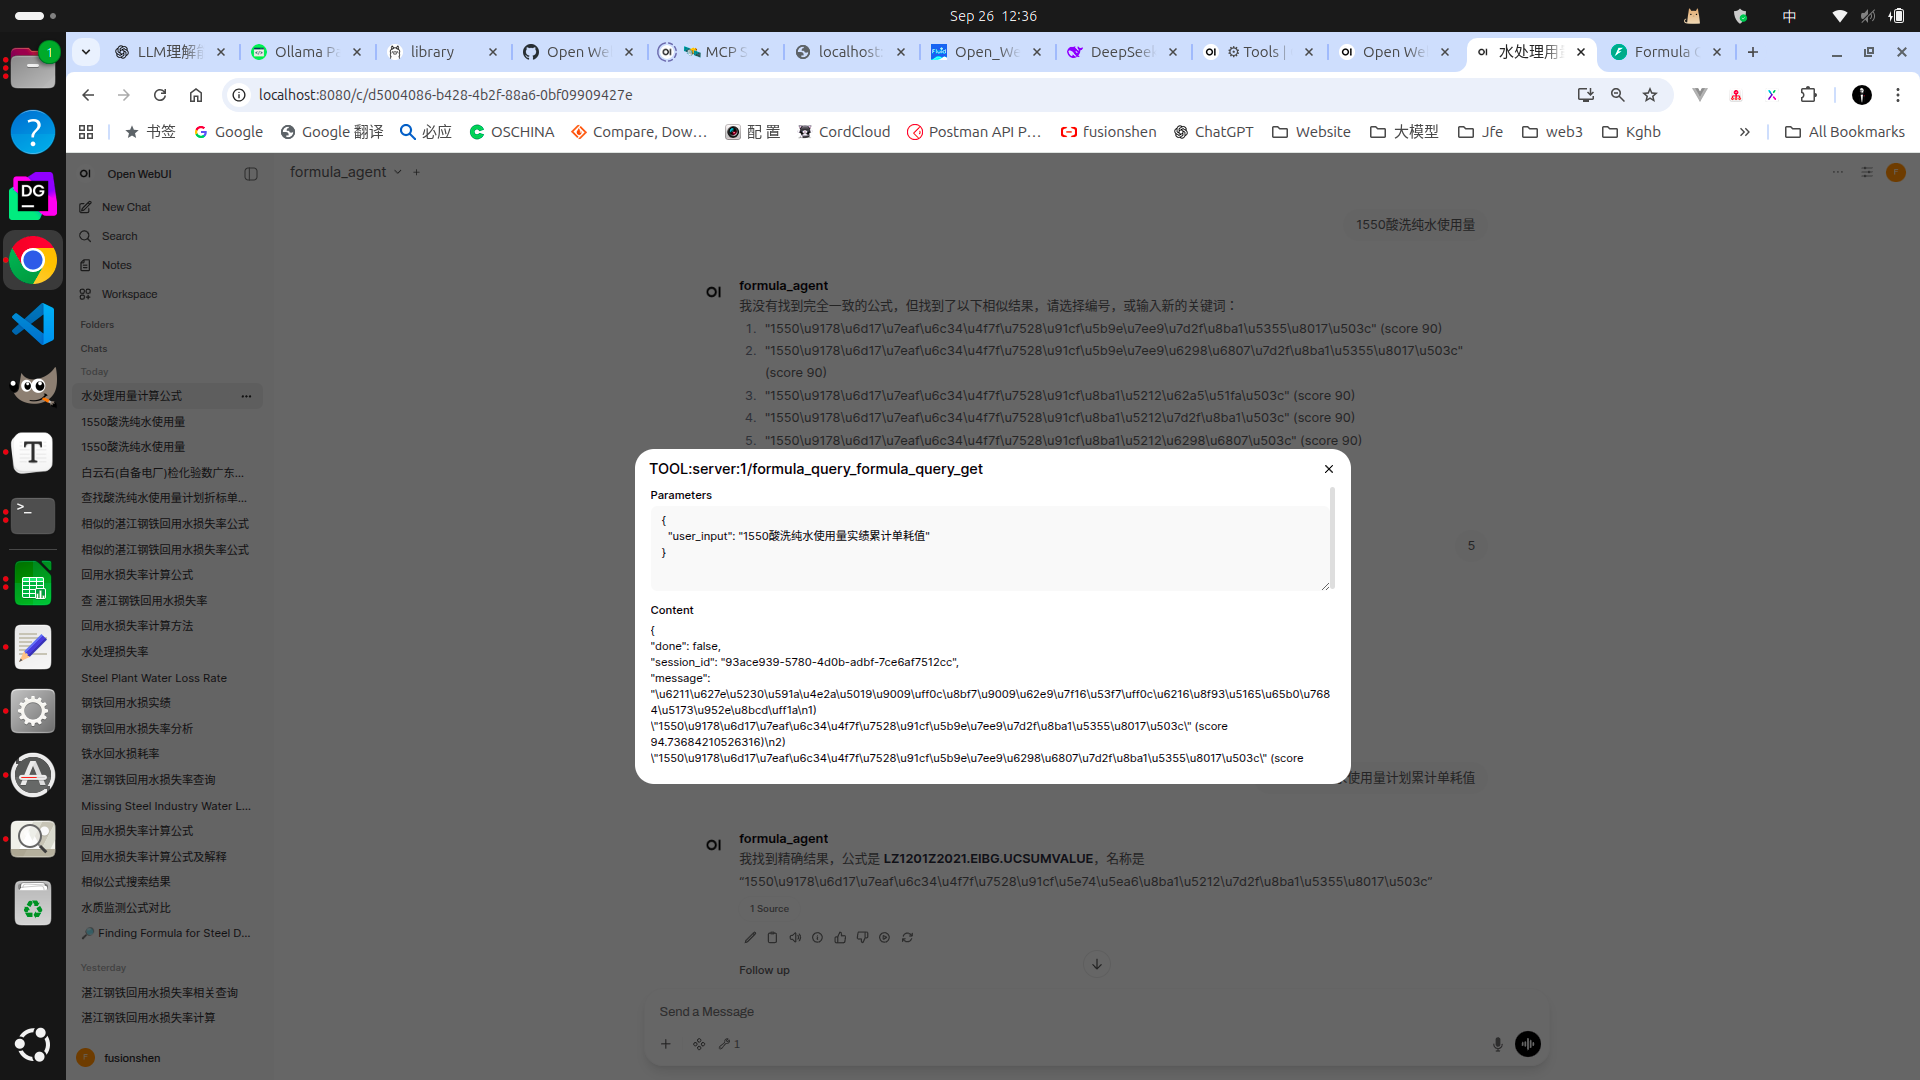 Sep 26 12:36
中
1
LLM理解能
Ollama Pa
library
Open We
MCP S
localhost:
Open_We
DeepSeek
Tools |
Open We
水处理用量
Formula C
localhost:8080/c/d5004086-b428-4b2f-88a6-0bf09909427e
书签
Google
Google 翻译
必应
OSCHINA
Compare, Dow…
配 置
CordCloud
Postman API P…
fusionshen
ChatGPT
Website
大模型
Jfe
web3
Kghb
All Bookmarks
OI Open WebUI
New Chat
Search
Notes
Workspace
Folders
Chats
Today
水处理用量计算公式
1550酸洗纯水使用量
1550酸洗纯水使用量
白云石(自备电厂)检化验数广东...
查找酸洗纯水使用量计划折标单...
相似的湛江钢铁回用水损失率公式
相似的湛江钢铁回用水损失率公式
回用水损失率计算公式
查 湛江钢铁回用水损失率
回用水损失率计算方法
水处理损失率
Steel Plant Water Loss Rate
钢铁回用水损实绩
钢铁回用水损失率分析
铁水回水损耗率
湛江钢铁回用水损失率查询
Missing Steel Industry Water L...
回用水损失率计算公式
回用水损失率计算公式及解释
相似公式搜索结果
水质监测公式对比
🔎 Finding Formula for Steel D...
Yesterday
湛江钢铁回用水损失率相关查询
湛江钢铁回用水损失率计算
fusionshen
formula_agent
1550酸洗纯水使用量
OI formula_agent
我没有找到完全一致的公式，但找到了以下相似结果，请选择编号，或输入新的关键词：
1. "1550\u9178\u6d17\u7eaf\u6c34\u4f7f\u7528\u91cf\u5b9e\u7ee9\u7d2f\u8ba1\u5355\u8017\u503c" (score 90)
2. "1550\u9178\u6d17\u7eaf\u6c34\u4f7f\u7528\u91cf\u5b9e\u7ee9\u6298\u6807\u7d2f\u8ba1\u5355\u8017\u503c"
(score 90)
3. "1550\u9178\u6d17\u7eaf\u6c34\u4f7f\u7528\u91cf\u8ba1\u5212\u62a5\u51fa\u503c" (score 90)
4. "1550\u9178\u6d17\u7eaf\u6c34\u4f7f\u7528\u91cf\u8ba1\u5212\u7d2f\u8ba1\u503c" (score 90)
5. "1550\u9178\u6d17\u7eaf\u6c34\u4f7f\u7528\u91cf\u8ba1\u5212\u6298\u6807\u503c" (score 90)
5
TOOL:server:1/formula_query_formula_query_get
Parameters
{
"user_input": "1550酸洗纯水使用量实绩累计单耗值"
}
Content
{
"done": false,
"session_id": "93ace939-5780-4d0b-adbf-7ce6af7512cc",
"message":
"\u6211\u627e\u5230\u591a\u4e2a\u5019\u9009\uff0c\u8bf7\u9009\u62e9\u7f16\u53f7\uff0c\u6216\u8f93\u5165\u65b0\u768
4\u5173\u952e\u8bcd\uff1a\n1)
\"1550\u9178\u6d17\u7eaf\u6c34\u4f7f\u7528\u91cf\u5b9e\u7ee9\u7d2f\u8ba1\u5355\u8017\u503c\" (score
94.73684210526316)\n2)
\"1550\u9178\u6d17\u7eaf\u6c34\u4f7f\u7528\u91cf\u5b9e\u7ee9\u6298\u6807\u7d2f\u8ba1\u5355\u8017\u503c\" (score
使用量计划累计单耗值
OI formula_agent
我找到精确结果，公式是 LZ1201Z2021.EIBG.UCSUMVALUE，名称是
"1550\u9178\u6d17\u7eaf\u6c34\u4f7f\u7528\u91cf\u5e74\u5ea6\u8ba1\u5212\u7d2f\u8ba1\u5355\u8017\u503c"
1 Source
Follow up
Send a Message
1